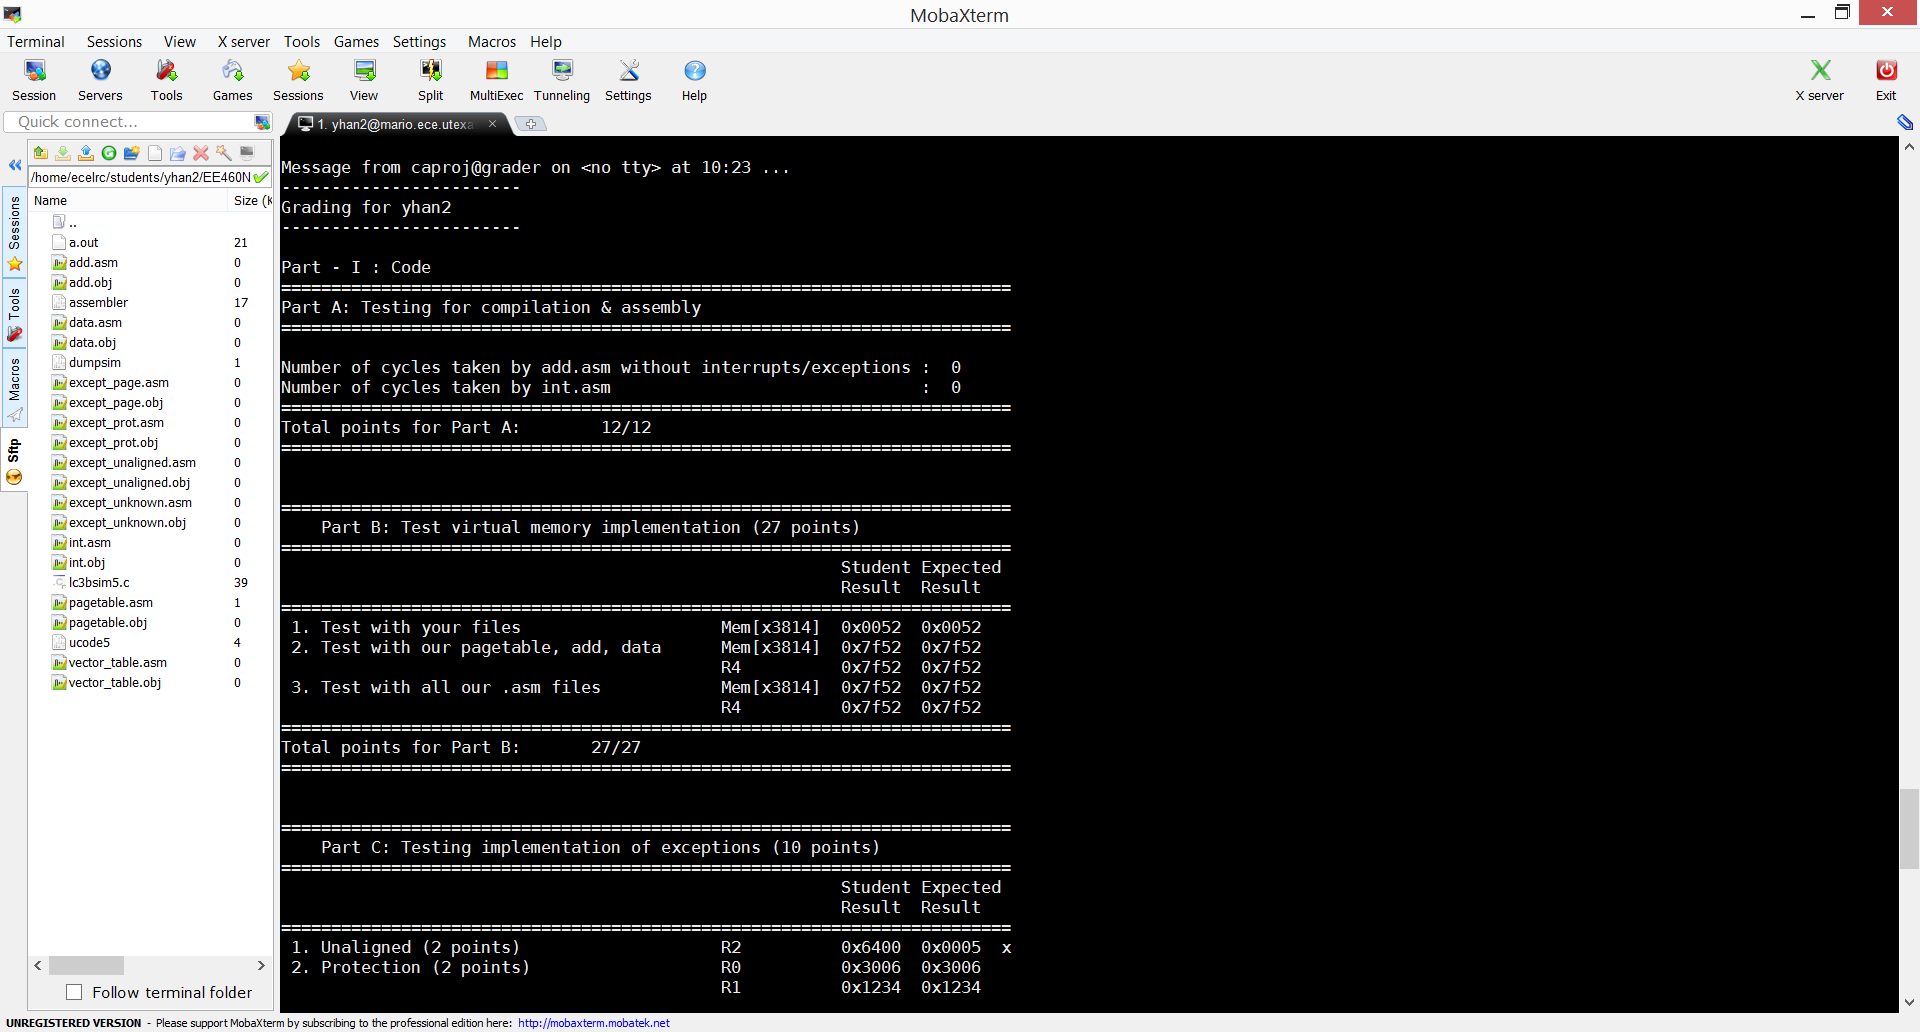 MobaXterm
Terminal Sessions View X server Tools Games Settings Macros Help
Session Servers Tools Games Sessions View Split MultiExec Tunneling Settings Help X server Exit
Quick connect...
1. yhan2@mario.ece.utexa
/home/ecelrc/students/yhan2/EE460N
Name Size (K
..
a.out 21
add.asm 0
add.obj 0
assembler 17
data.asm 0
data.obj 0
dumpsim 1
except_page.asm 0
except_page.obj 0
except_prot.asm 0
except_prot.obj 0
except_unaligned.asm 0
except_unaligned.obj 0
except_unknown.asm 0
except_unknown.obj 0
int.asm 0
int.obj 0
lc3bsim5.c 39
pagetable.asm 1
pagetable.obj 0
ucode5 4
vector_table.asm 0
vector_table.obj 0
Sessions
Tools
Macros
Sftp
Follow terminal folder
Message from caproj@grader on <no tty> at 10:23 ...
------------------------
Grading for yhan2
------------------------
Part - I : Code
=========================================================================
Part A: Testing for compilation & assembly
=========================================================================
Number of cycles taken by add.asm without interrupts/exceptions :  0
Number of cycles taken by int.asm                               :  0
=========================================================================
Total points for Part A:        12/12
=========================================================================
=========================================================================
    Part B: Test virtual memory implementation (27 points)
=========================================================================
                                                        Student Expected
                                                        Result  Result
=========================================================================
 1. Test with your files                    Mem[x3814]  0x0052  0x0052
 2. Test with our pagetable, add, data      Mem[x3814]  0x7f52  0x7f52
                                            R4          0x7f52  0x7f52
 3. Test with all our .asm files            Mem[x3814]  0x7f52  0x7f52
                                            R4          0x7f52  0x7f52
=========================================================================
Total points for Part B:       27/27
=========================================================================
=========================================================================
    Part C: Testing implementation of exceptions (10 points)
=========================================================================
                                                        Student Expected
                                                        Result  Result
=========================================================================
 1. Unaligned (2 points)                    R2          0x6400  0x0005  x
 2. Protection (2 points)                   R0          0x3006  0x3006
                                            R1          0x1234  0x1234
UNREGISTERED VERSION - Please support MobaXterm by subscribing to the professional edition here: http://mobaxterm.mobatek.net